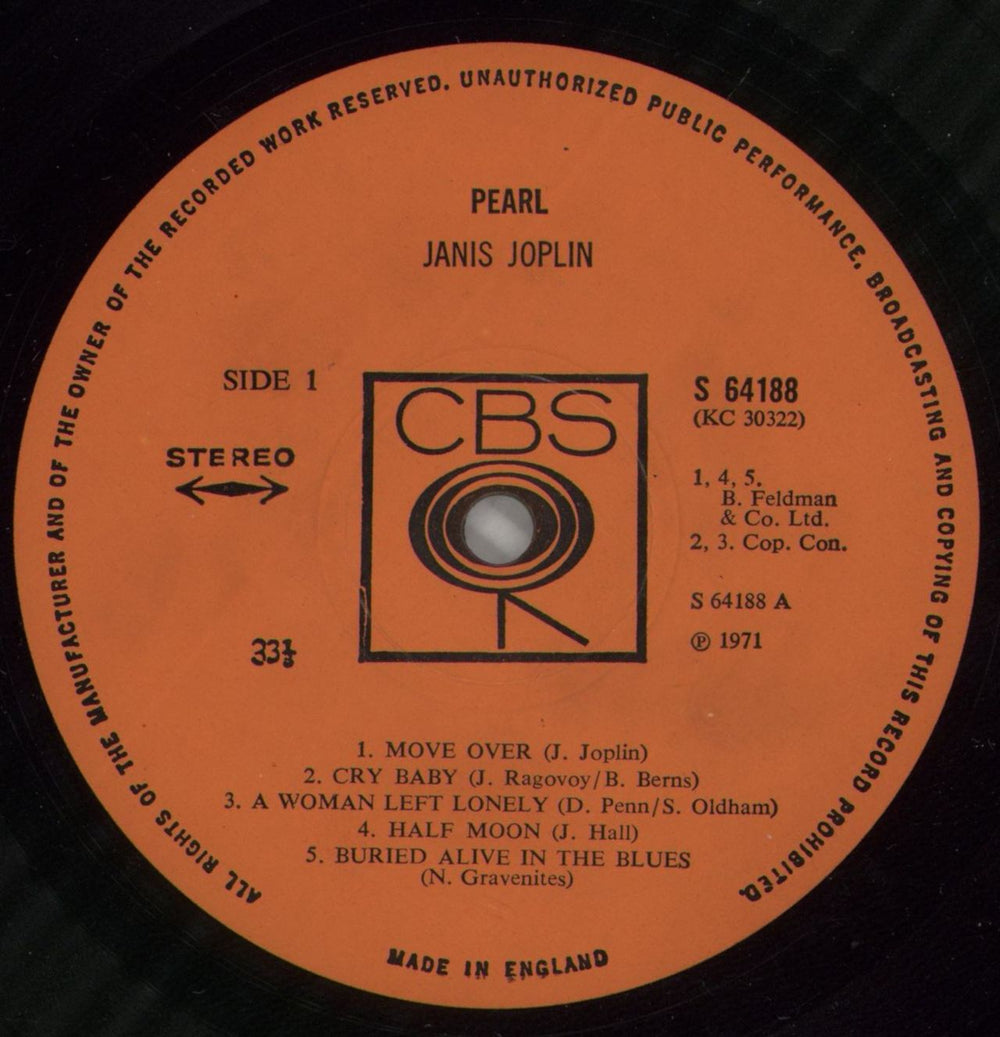 ALL RIGHTS OF THE MANUFACTURER AND OF THE OWNER OF THE RECORDED WORK RESERVED. UNAUTHORIZED PUBLIC PERFORMANCE, BROADCASTING AND COPYING OF THIS RECORD PROHIBITED.
PEARL
JANIS JOPLIN
SIDE 1
STEREO
33⅓
CBS
S 64188
(KC 30322)
1, 4, 5.
B. Feldman
& Co. Ltd.
2, 3. Cop. Con.
S 64188 A
℗ 1971
1. MOVE OVER (J. Joplin)
2. CRY BABY (J. Ragovoy/B. Berns)
3. A WOMAN LEFT LONELY (D. Penn/S. Oldham)
4. HALF MOON (J. Hall)
5. BURIED ALIVE IN THE BLUES
(N. Gravenites)
MADE IN ENGLAND